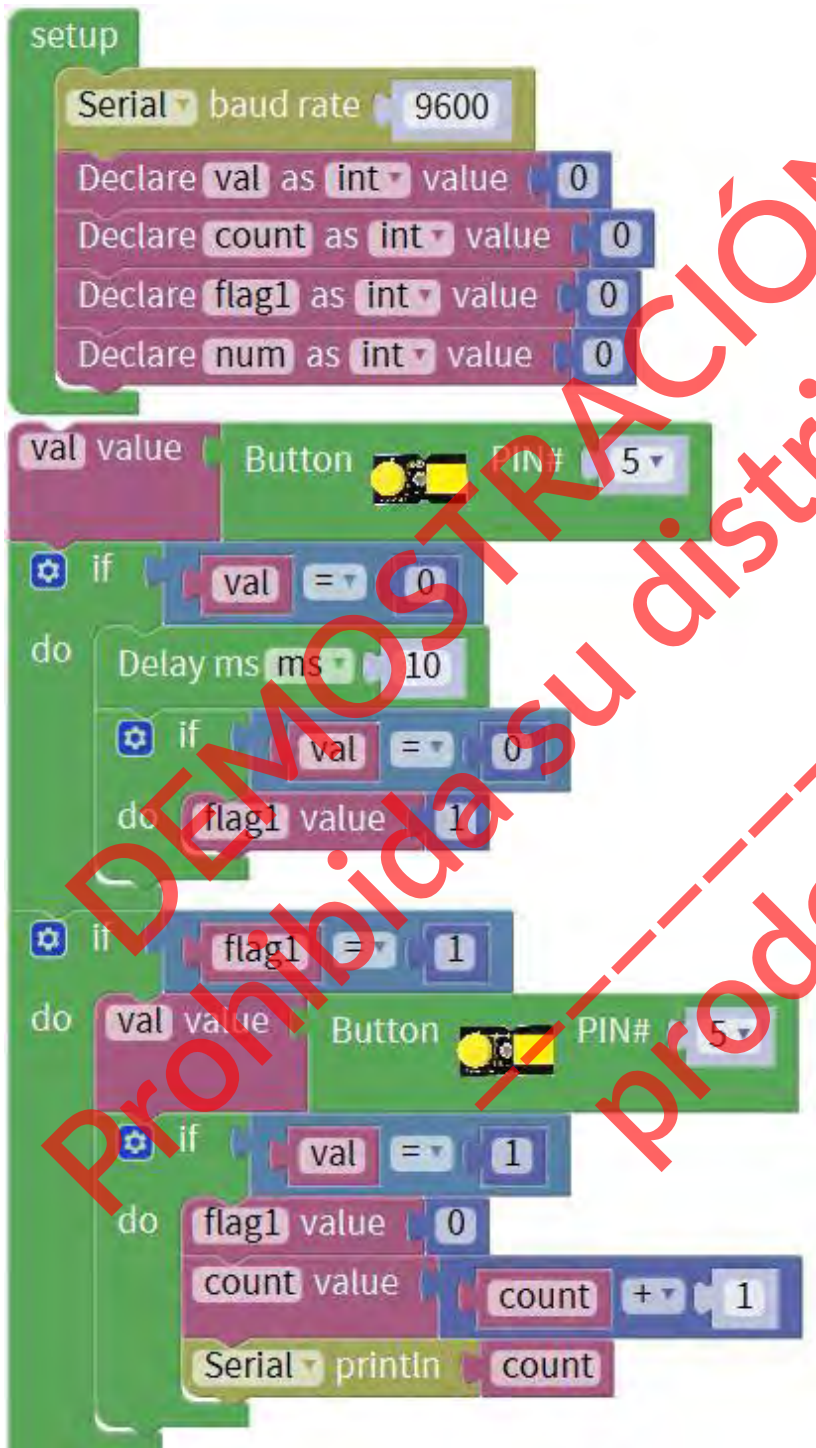 setup
Serial baud rate 9600
Declare val as int value 0
Declare count as int value 0
Declare flag1 as int value 0
Declare num as int value 0
val value Button PIN# 5
if val = 0
do Delay ms ms 10
if val = 0
do flag1 value 1
if flag1 = 1
do val value Button PIN# 5
if val = 1
do flag1 value 0
count value count + 1
Serial println count
DEMOSTRACIÓN
Prohibida su distri
prod